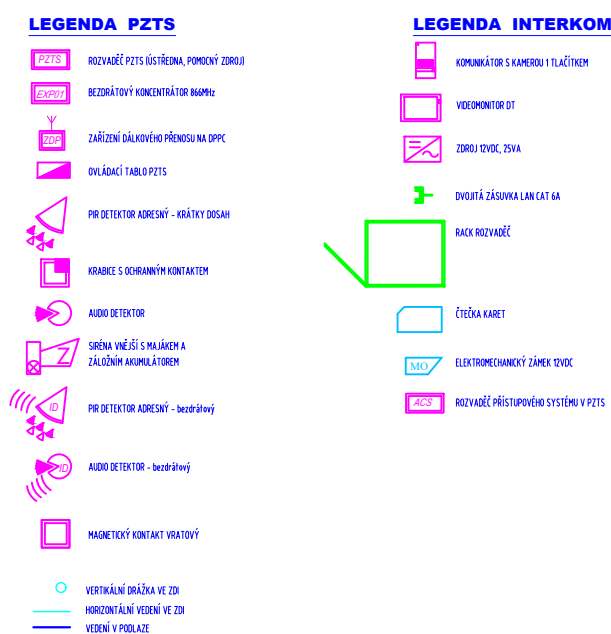 LEGENDA PZTS
PZTS ROZVADĚČ PZTS (ÚSTŘEDNA, POMOCNÝ ZDROJ)
EXP01 BEZDRÁTOVÝ KONCENTRÁTOR 866MHz
ZDP ZAŘÍZENÍ DÁLKOVÉHO PŘENOSU NA DPPC
OVLÁDACÍ TABLO PZTS
PIR DETEKTOR ADRESNÝ - KRÁTKY DOSAH
KRABICE S OCHRANNÝM KONTAKTEM
AUDIO DETEKTOR
SIRÉNA VNĚJŠÍ S MAJÁKEM A
Z ZÁLOŽNÍM AKUMULÁTOREM
ID PIR DETEKTOR ADRESNÝ - bezdrátový
ID AUDIO DETEKTOR - bezdrátový
MAGNETICKÝ KONTAKT VRATOVÝ
VERTIKÁLNÍ DRÁŽKA VE ZDI
HORIZONTÁLNÍ VEDENÍ VE ZDI
VEDENÍ V PODLAZE
LEGENDA INTERKOM
KOMUNIKÁTOR S KAMEROU 1 TLAČÍTKEM
VIDEOMONITOR DT
ZDROJ 12VDC, 25VA
DVOJITÁ ZÁSUVKA LAN CAT 6A
RACK ROZVADĚČ
ČTEČKA KARET
MO ELEKTROMECHANICKÝ ZÁMEK 12VDC
ACS ROZVADĚČ PŘÍSTUPOVÉHO SYSTÉMU V PZTS